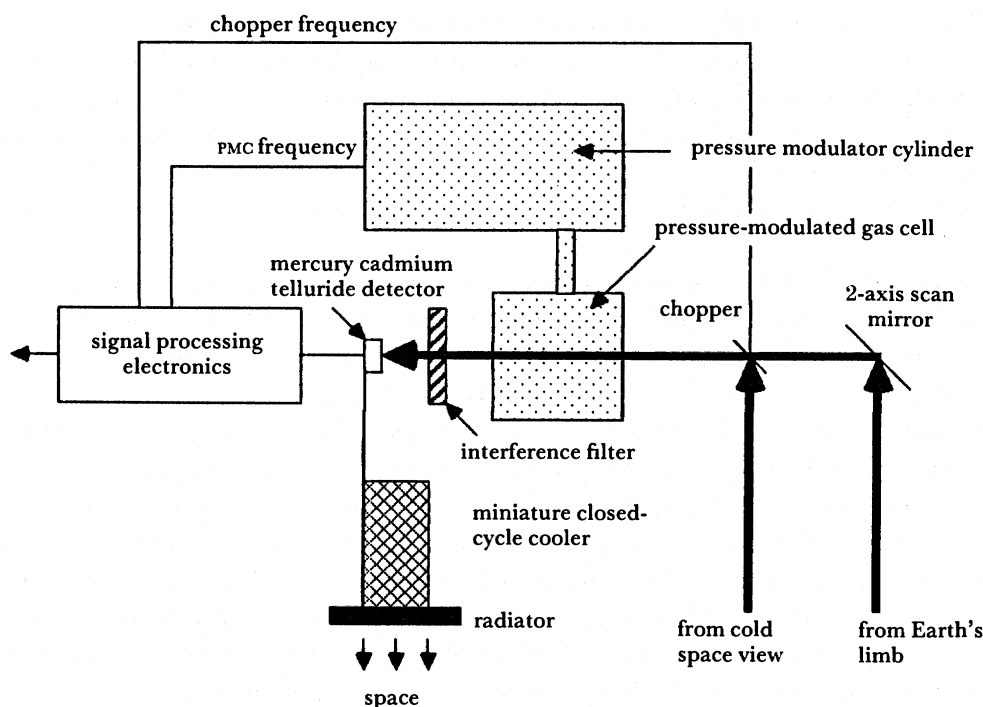 chopper frequency
PMC frequency
pressure modulator cylinder
pressure-modulated gas cell
mercury cadmium
telluride detector
chopper
2-axis scan
mirror
signal processing
electronics
interference filter
miniature closed-
cycle cooler
radiator
from cold
space view
from Earth's
limb
space